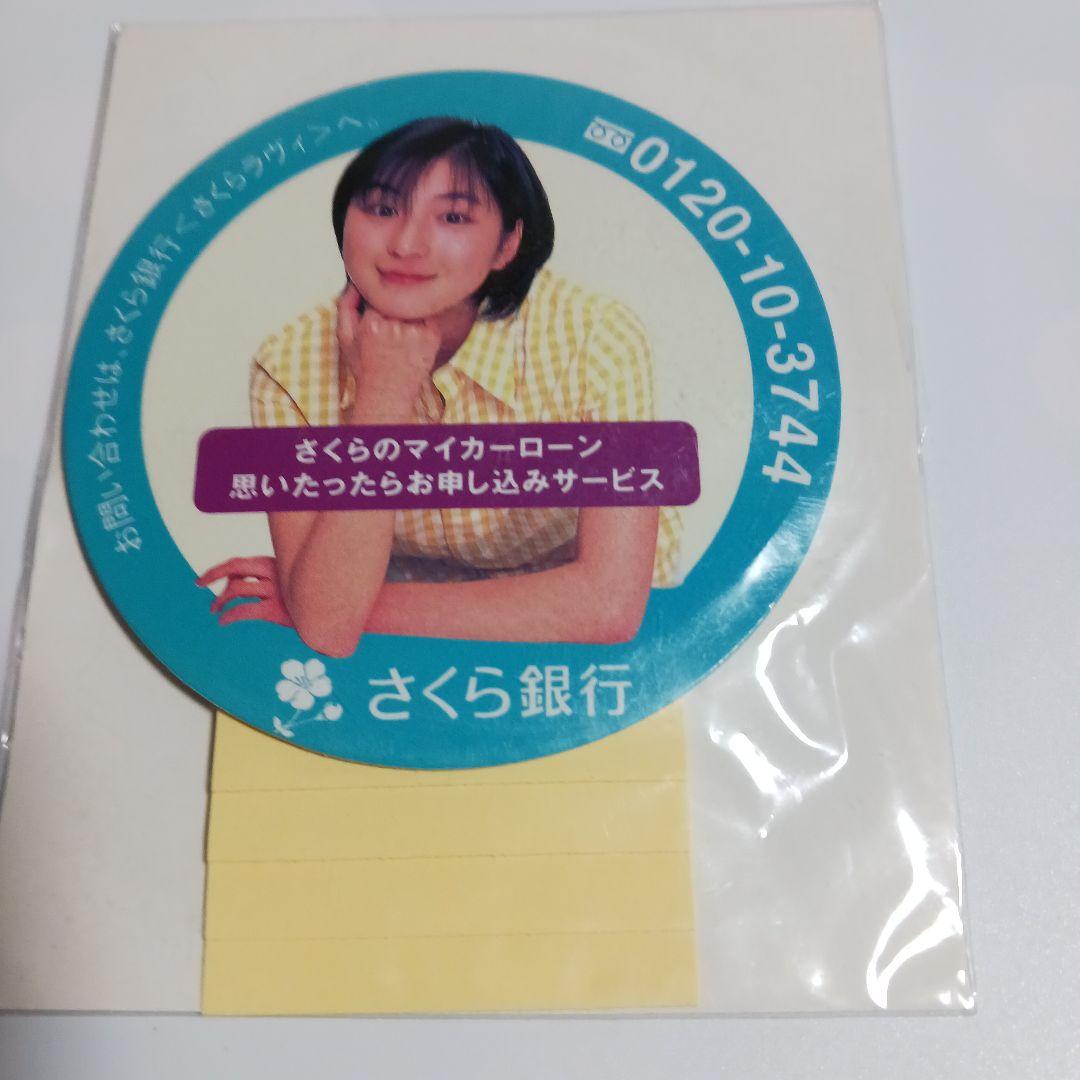 お問い合わせは。さくら銀行＜さくらラヴィン＞へ。
0120-10-3744
さくらのマイカーローン
思いたったらお申し込みサービス
さくら銀行